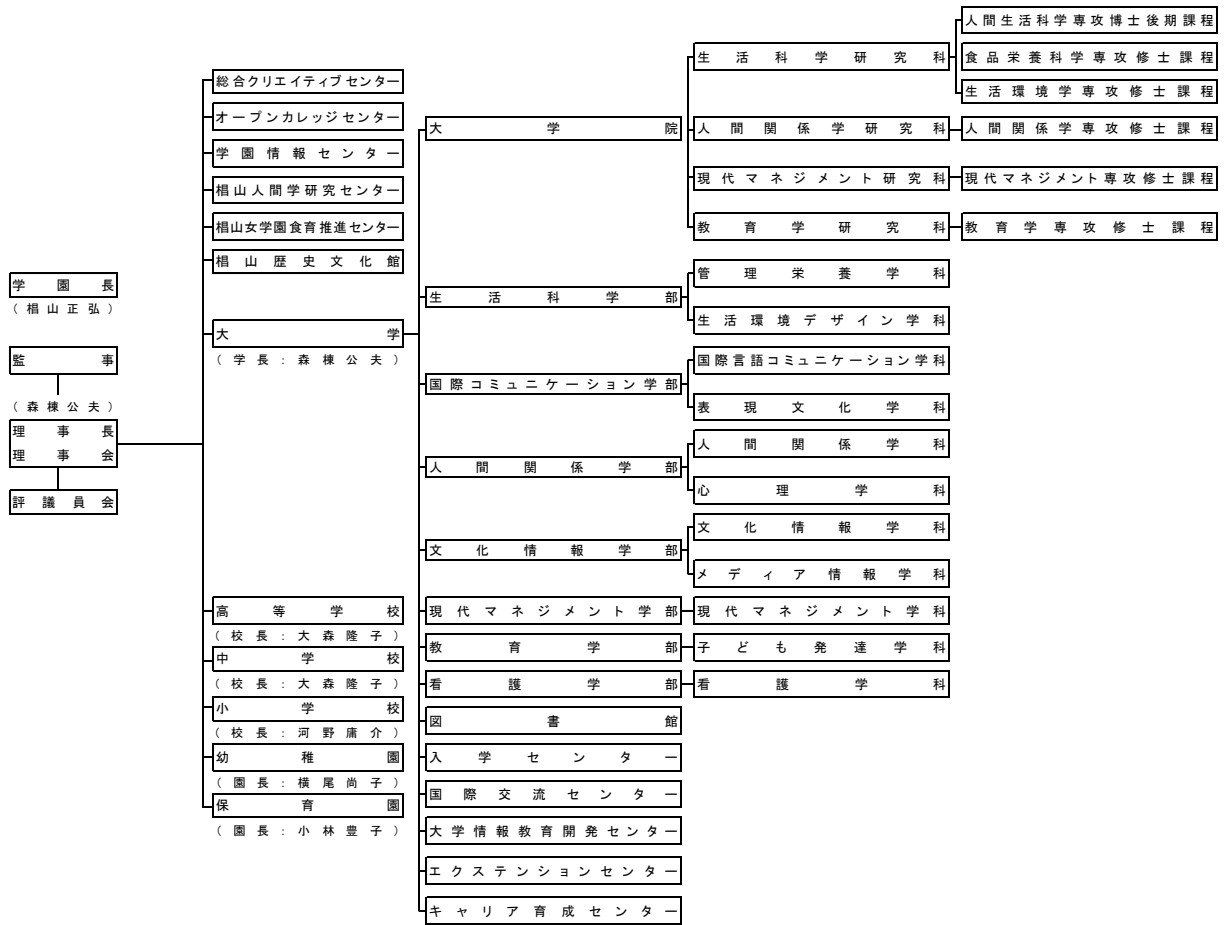 学園長
(椙山正弘)
監事
(森棟公夫)
理事長
理事会
評議員会
総合クリエイティブセンター
オープンカレッジセンター
学園情報センター
椙山人間学研究センター
椙山女学園食育推進センター
椙山歴史文化館
大学
(学長:森棟公夫)
高等学校
(校長:大森隆子)
中学校
(校長:大森隆子)
小学校
(校長:河野庸介)
幼稚園
(園長:横尾尚子)
保育園
(園長:小林豊子)
大学院
生活科学部
国際コミュニケーション学部
人間関係学部
文化情報学部
現代マネジメント学部
教育学部
看護学部
図書館
入学センター
国際交流センター
大学情報教育開発センター
エクステンションセンター
キャリア育成センター
生活科学研究科
人間関係学研究科
現代マネジメント研究科
教育学研究科
管理栄養学科
生活環境デザイン学科
国際言語コミュニケーション学科
表現文化学科
人間関係学科
心理学科
文化情報学科
メディア情報学科
現代マネジメント学科
子ども発達学科
看護学科
人間生活科学専攻博士後期課程
食品栄養科学専攻修士課程
生活環境学専攻修士課程
人間関係学専攻修士課程
現代マネジメント専攻修士課程
教育学専攻修士課程